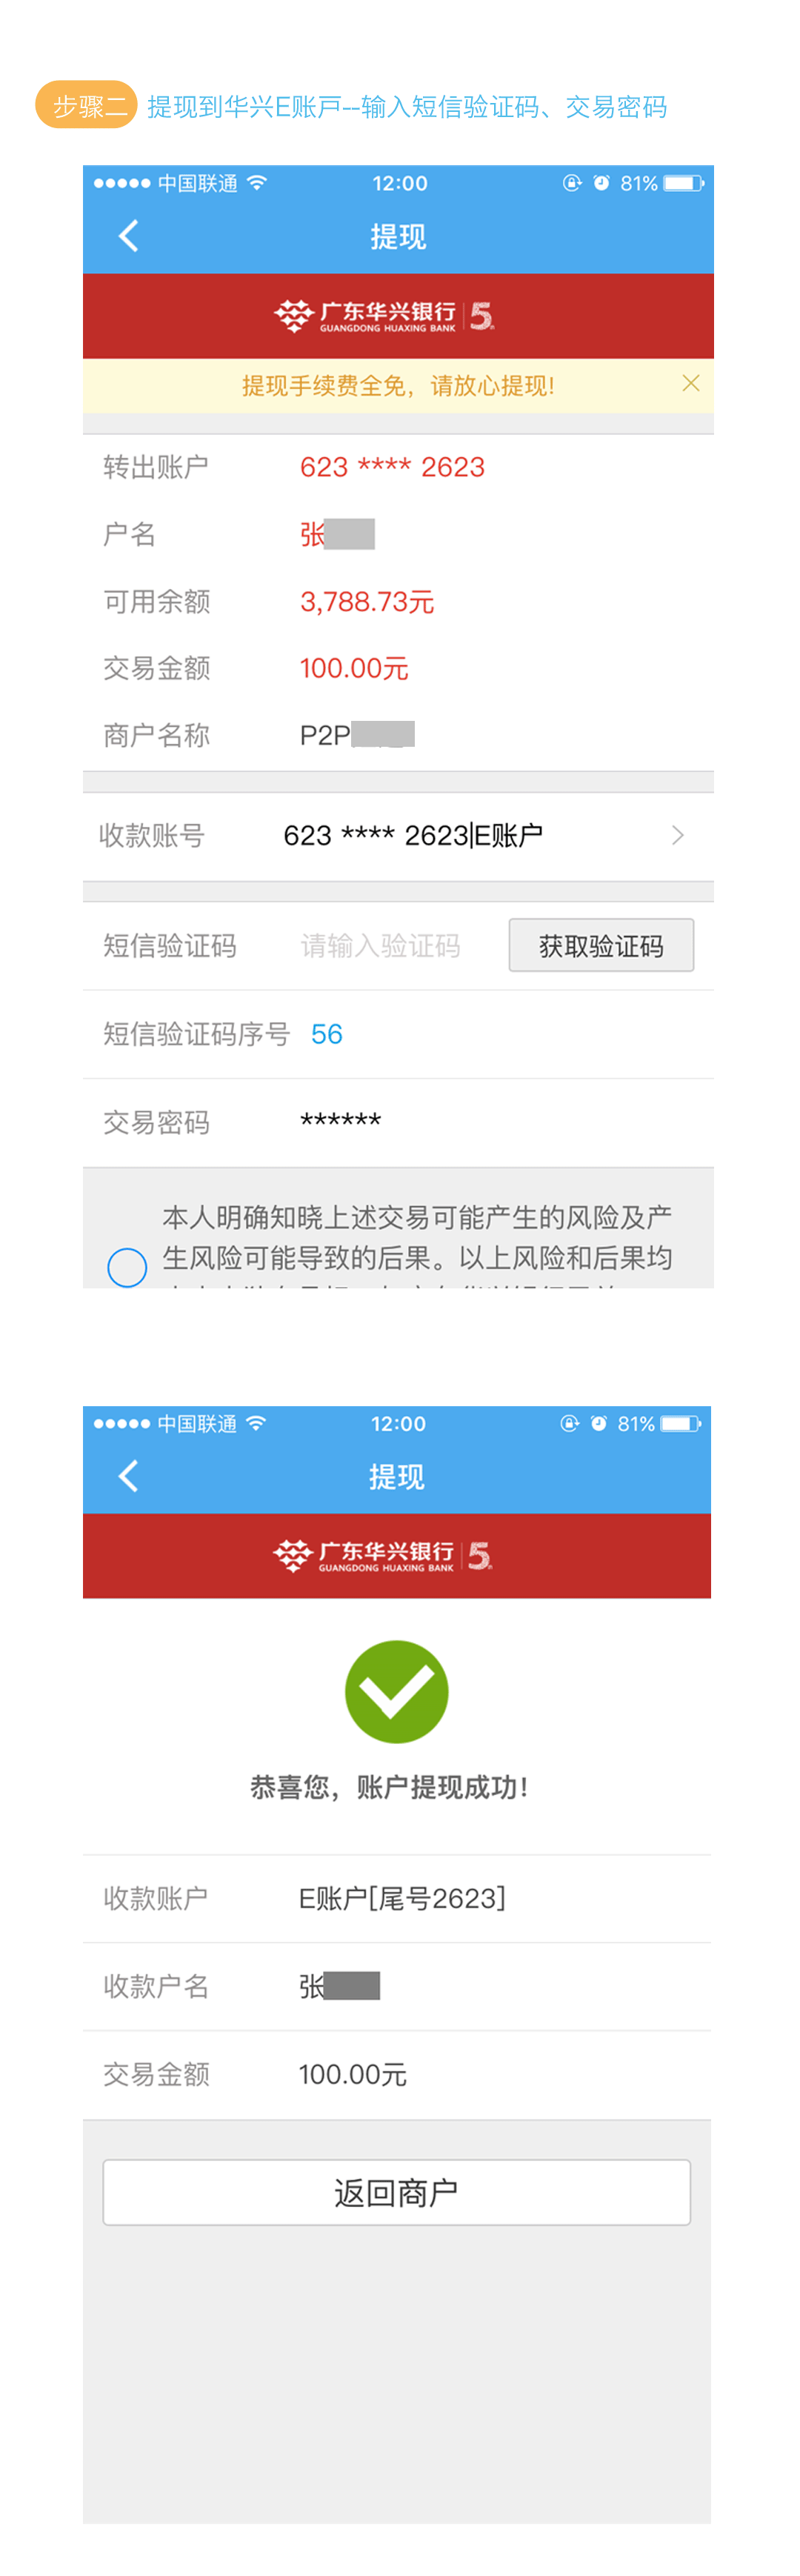 步骤二 提现到华兴E账戸--输入短信验证码、交易密码
中国联通 12:00 81%
提现
广东华兴银行 5
GUANGDONG HUAXING BANK
提现手续费全免，请放心提现!
转出账户 623 **** 2623
户名 张
可用余额 3,788.73元
交易金额 100.00元
商户名称 P2P
收款账号 623 **** 2623|E账户
短信验证码 请输入验证码 获取验证码
短信验证码序号 56
交易密码 ******
本人明确知晓上述交易可能产生的风险及产
生风险可能导致的后果。以上风险和后果均
中国联通 12:00 81%
提现
广东华兴银行 5
GUANGDONG HUAXING BANK
恭喜您，账户提现成功!
收款账户 E账户[尾号2623]
收款户名 张
交易金额 100.00元
返回商户